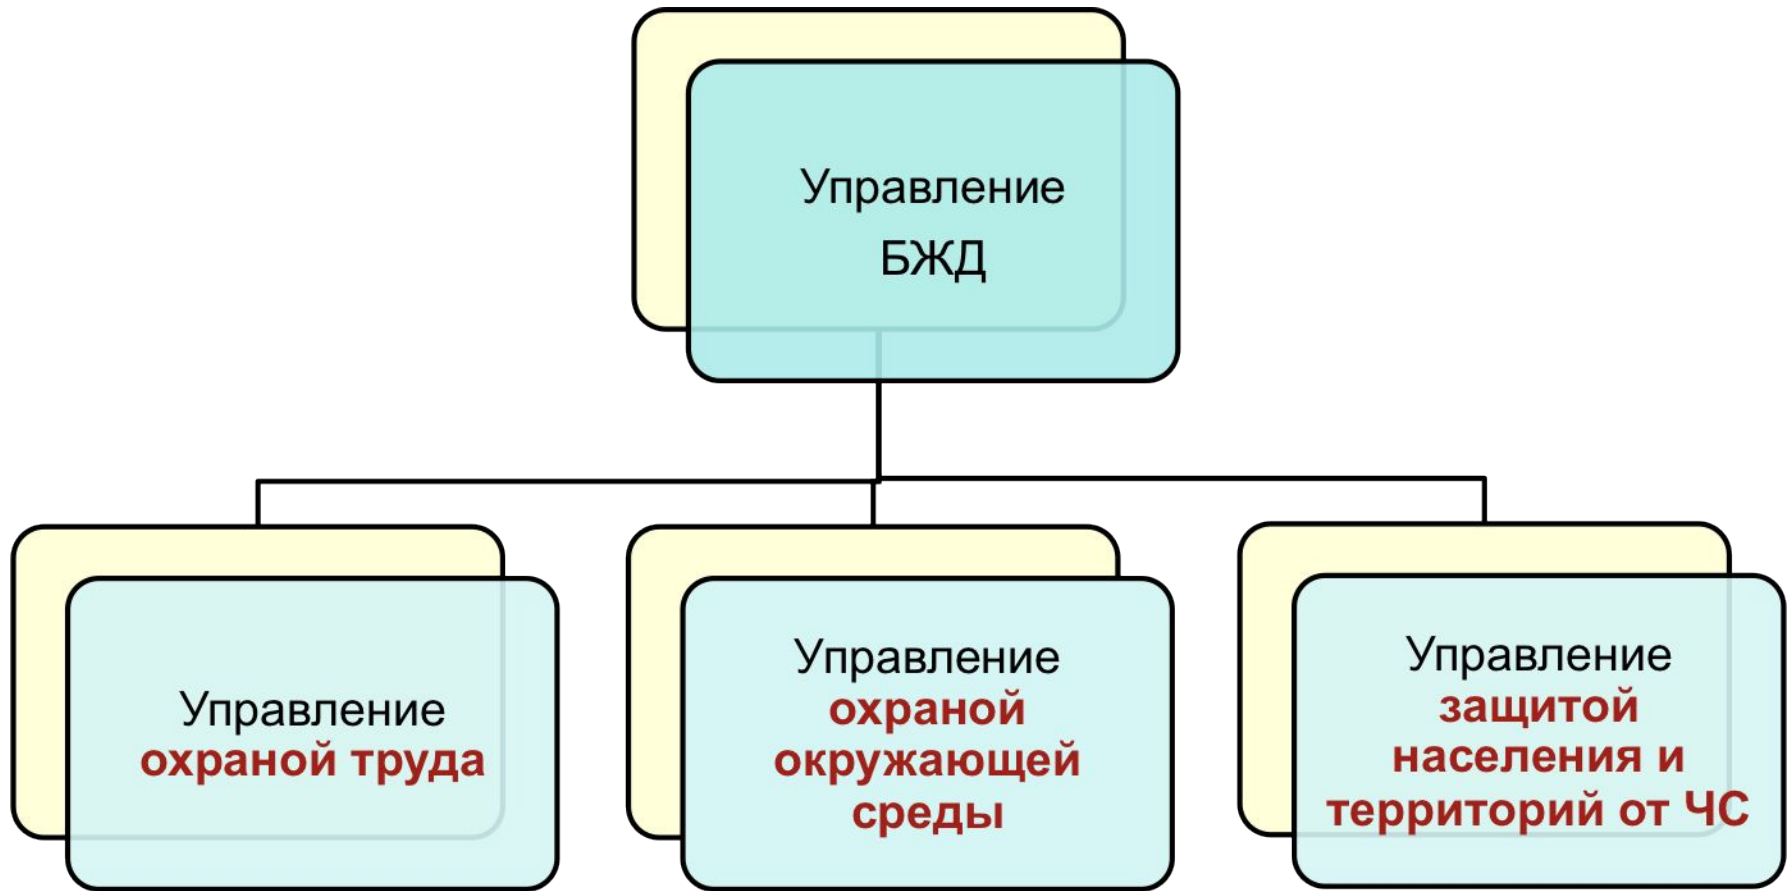 Управление
БЖД
Управление
охраной труда
Управление
охраной
окружающей
среды
Управление
защитой
населения и
территорий от ЧС